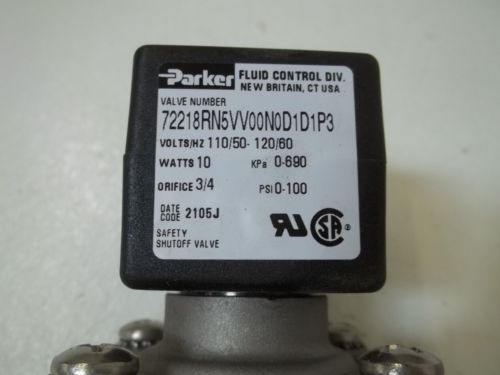 Parker FLUID CONTROL DIV.
NEW BRITAIN, CT USA
VALVE NUMBER
72218RN5VV00N0D1D1P3
VOLTS/HZ 110/50- 120/60
WATTS 10 KPa 0-690
ORIFICE 3/4 PSI 0-100
DATE CODE 2105J
SAFETY
SHUTOFF VALVE